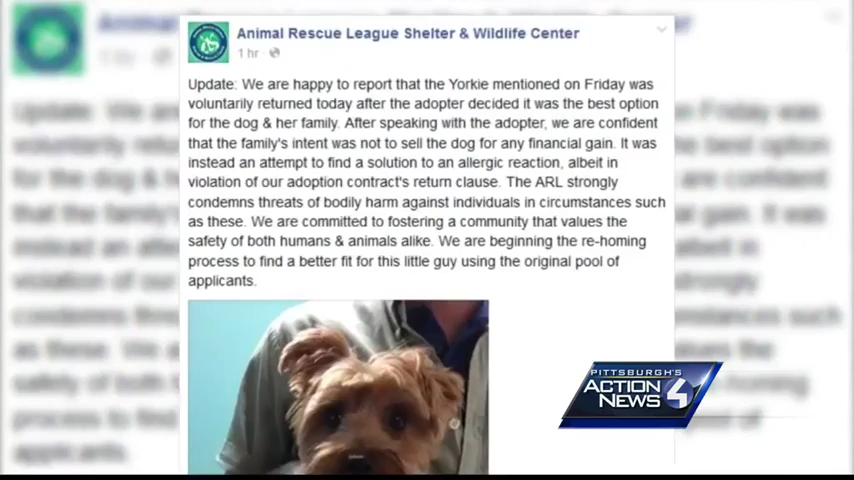 Animal Rescue League Shelter & Wildlife Center
1 hr
Update: We are happy to report that the Yorkie mentioned on Friday was
voluntarily returned today after the adopter decided it was the best option
for the dog & her family. After speaking with the adopter, we are confident
that the family's intent was not to sell the dog for any financial gain. It was
instead an attempt to find a solution to an allergic reaction, albeit in
violation of our adoption contract's return clause. The ARL strongly
condemns threats of bodily harm against individuals in circumstances such
as these. We are committed to fostering a community that values the
safety of both humans & animals alike. We are beginning the re-homing
process to find a better fit for this little guy using the original pool of
applicants.
PITTSBURGH'S
ACTION
NEWS 4